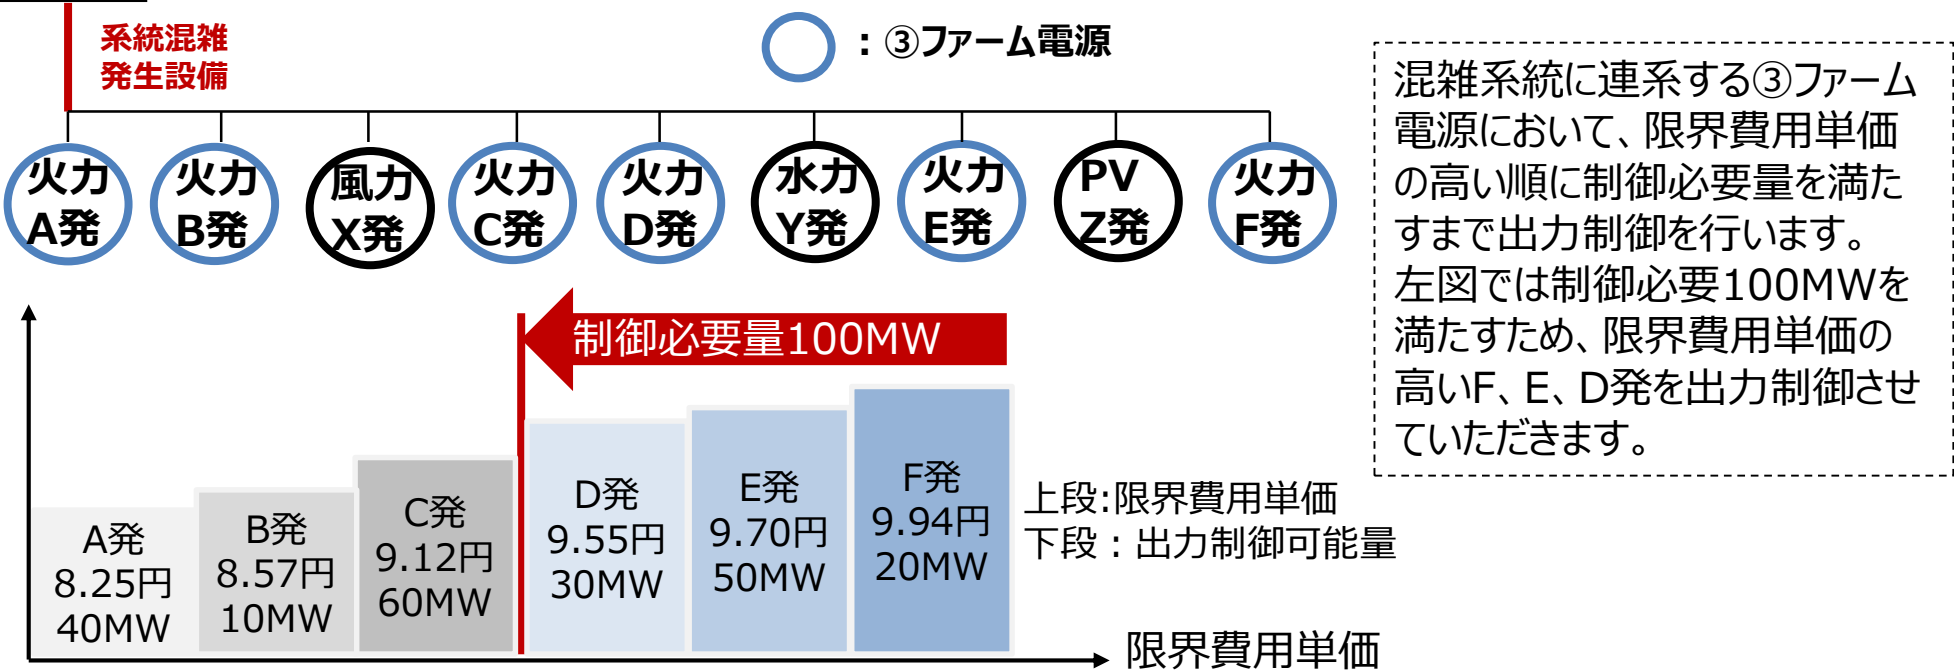 系統混雑
発生設備
：③ファーム電源
火力
A発
火力
B発
風力
X発
火力
C発
火力
D発
水力
Y発
火力
E発
PV
Z発
火力
F発
混雑系統に連系する③ファーム
電源において、限界費用単価
の高い順に制御必要量を満た
すまで出力制御を行います。
左図では制御必要100MWを
満たすため、限界費用単価の
高いF、E、D発を出力制御させ
ていただきます。
制御必要量100MW
A発
8.25円
40MW
B発
8.57円
10MW
C発
9.12円
60MW
D発
9.55円
30MW
E発
9.70円
50MW
F発
9.94円
20MW
上段:限界費用単価
下段：出力制御可能量
限界費用単価